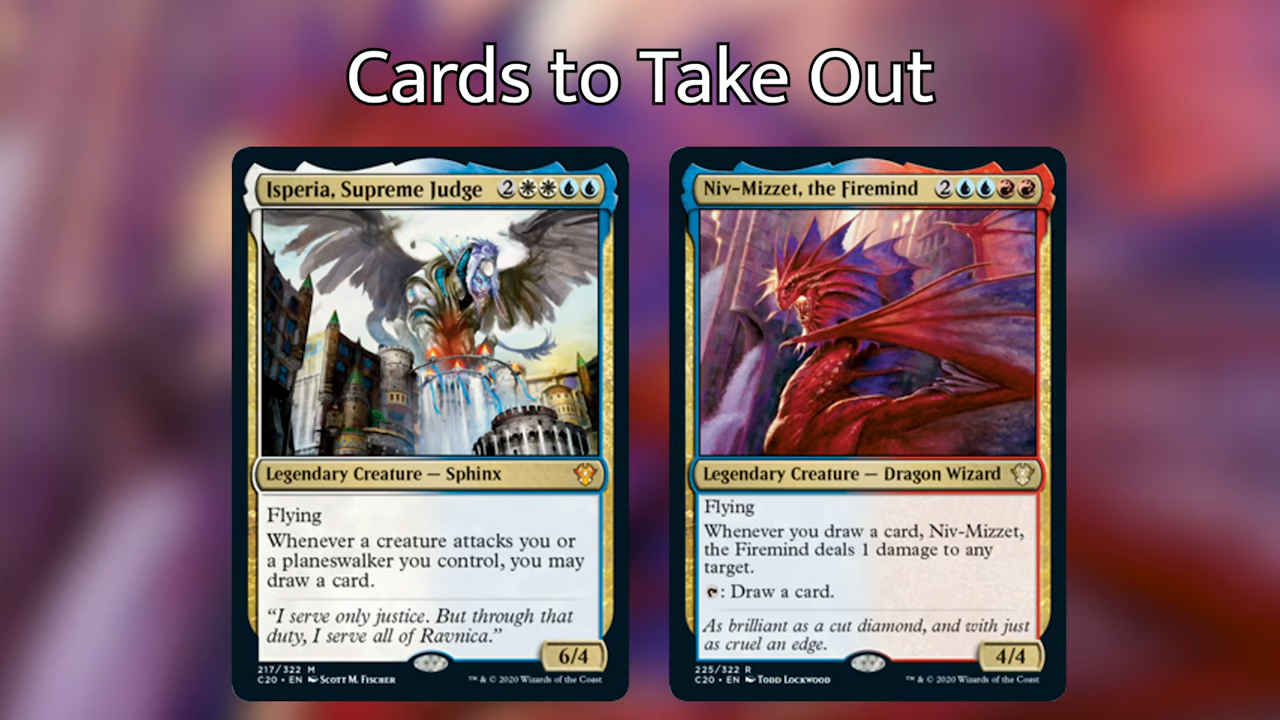 Cards to Take Out
Isperia, Supreme Judge 2
Legendary Creature — Sphinx
Flying
Whenever a creature attacks you or
a planeswalker you control, you may
draw a card.
"I serve only justice. But through that
duty, I serve all of Ravnica."
6/4
217/322 M
C20 • EN Scott M. Fischer
™ & © 2020 Wizards of the Coast
Niv-Mizzet, the Firemind 2
Legendary Creature — Dragon Wizard
Flying
Whenever you draw a card, Niv-Mizzet,
the Firemind deals 1 damage to any
target.
: Draw a card.
As brilliant as a cut diamond, and with just
as cruel an edge.
4/4
225/322 R
C20 • EN Todd Lockwood
™ & © 2020 Wizards of the Coast